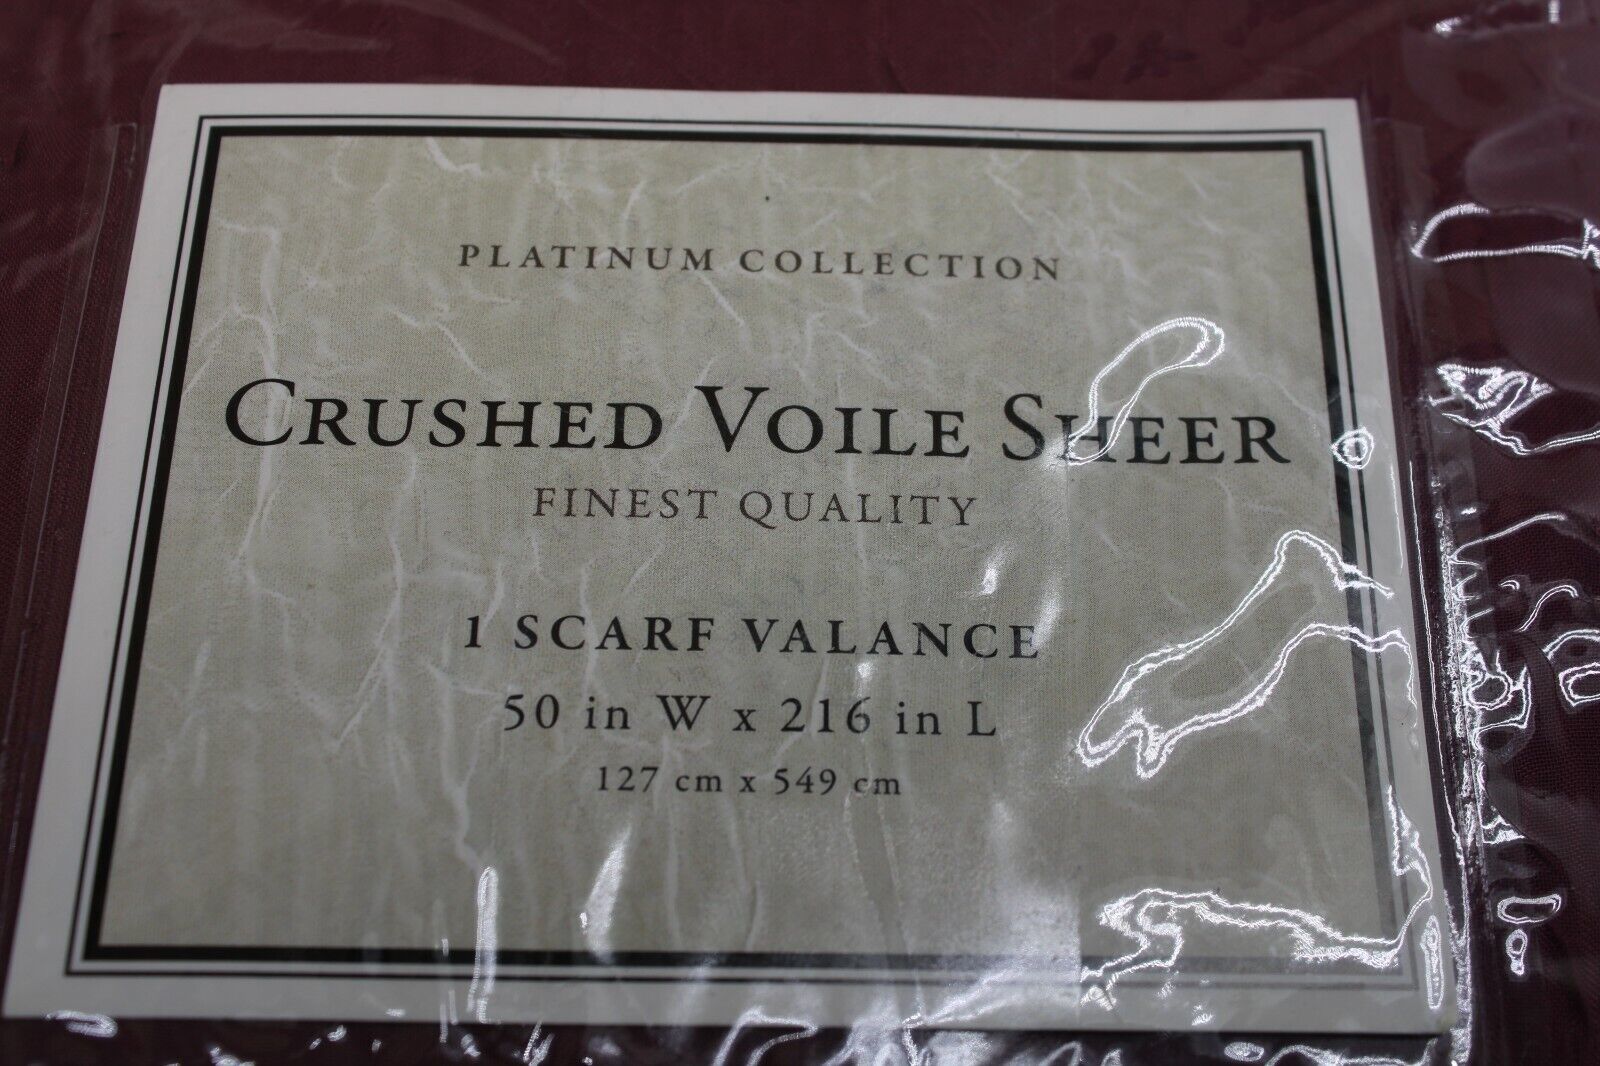 PLATINUM COLLECTION
CRUSHED VOILE SHEER
FINEST QUALITY
1 SCARF VALANCE
50 in W x 216 in L
127 cm x 549 cm